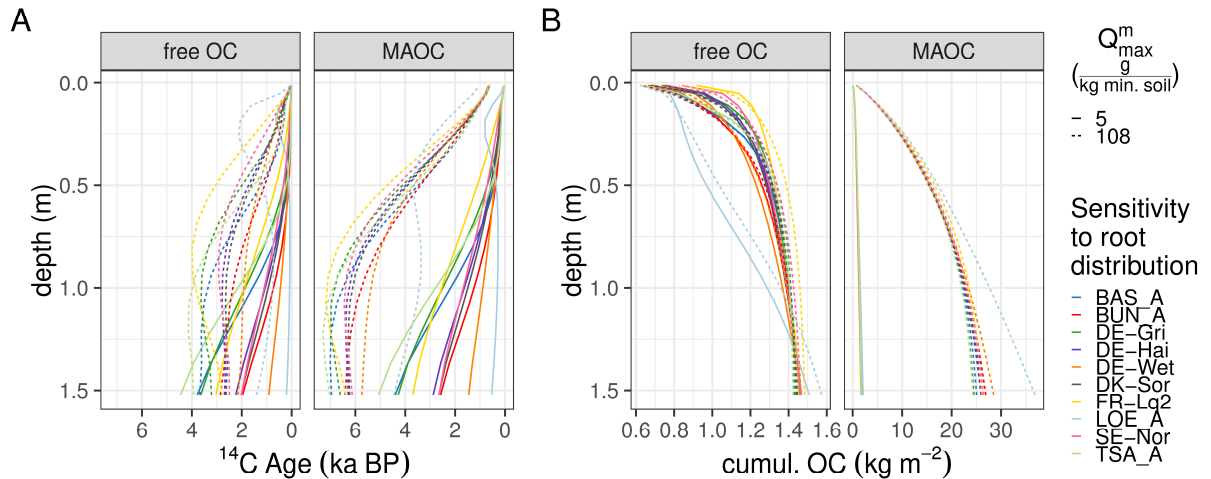 A
B
free OC
MAOC
free OC
MAOC
0.0
0.5
1.0
1.5
depth (m)
6 4 2 0
6 4 2 0
¹⁴C Age (ka BP)
0.0
0.5
1.0
1.5
depth (m)
0.6 0.8 1.0 1.2 1.4 1.6
0 10 20 30
cumul. OC (kg m⁻²)
Qᵐmax
(g
kg min. soil)
5
108
Sensitivity
to root
distribution
BAS_A
BUN_A
DE−Gri
DE−Hai
DE−Wet
DK−Sor
FR−Lq2
LOE_A
SE−Nor
TSA_A